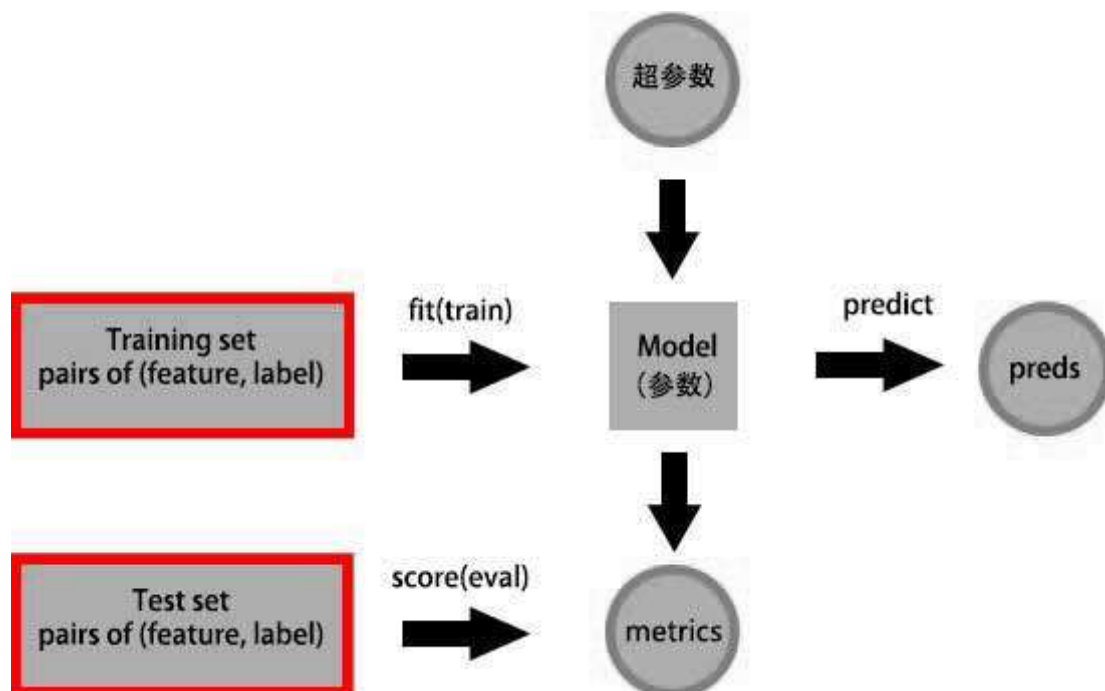 超参数
fit(train)
predict
Training set
pairs of (feature, label)
Model
(参数)
preds
score(eval)
Test set
pairs of (feature, label)
metrics